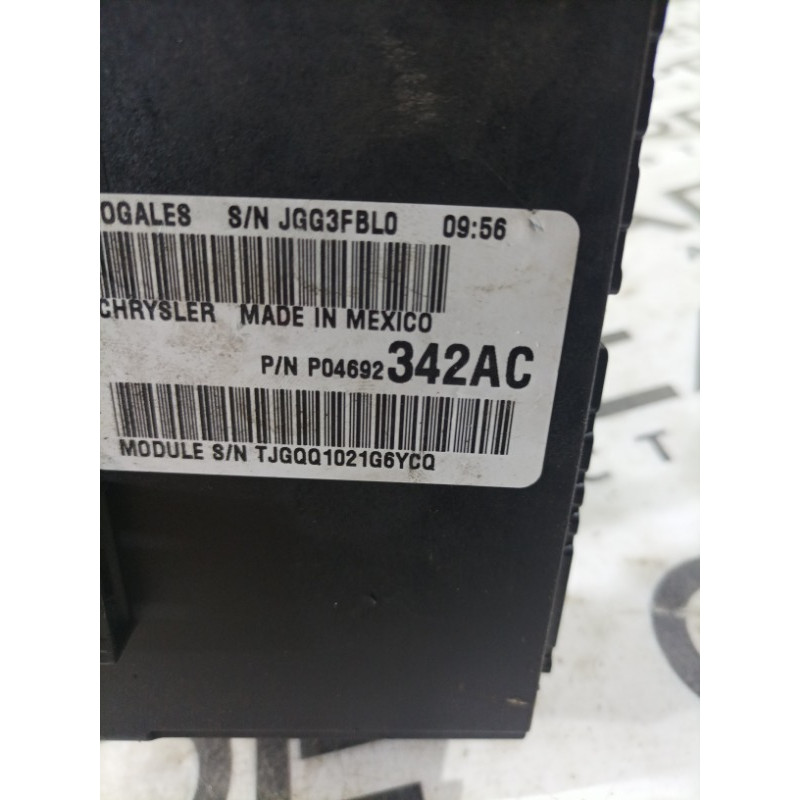 OGALES S/N JGG3FBL0 09:56
CHRYSLER MADE IN MEXICO
P/N P04692342AC
MODULE S/N TJGQQ1021G6YCQ